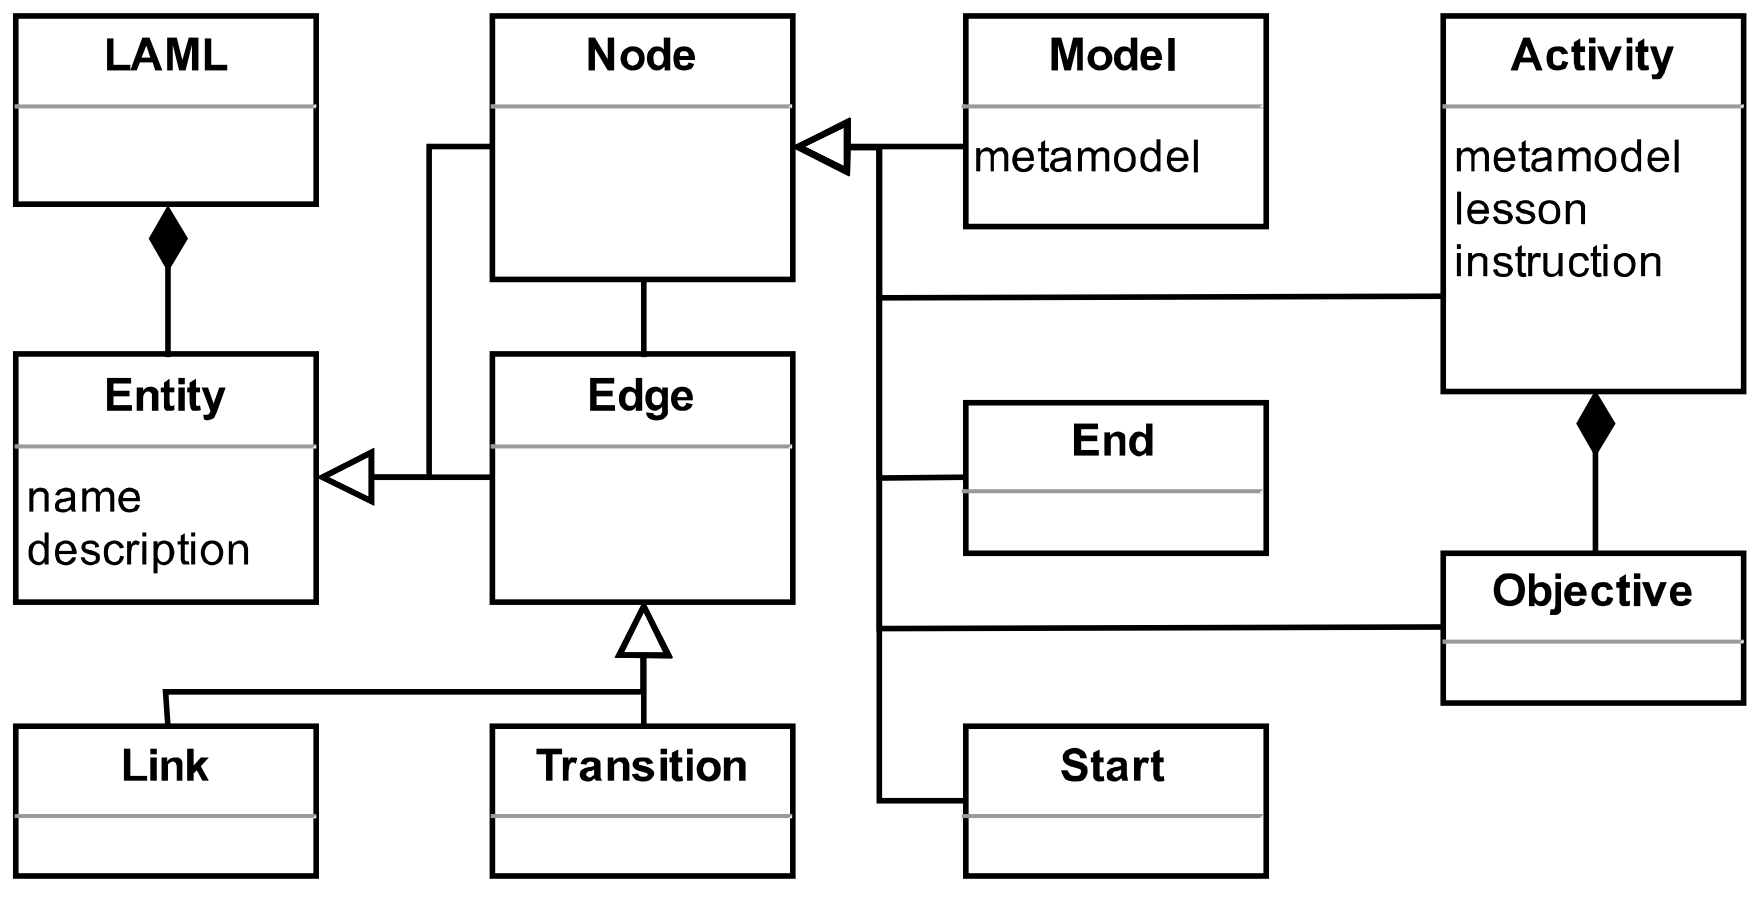 LAML
Node
Model
metamodel
Activity
metamodel
lesson
instruction
Entity
name
description
Edge
End
Objective
Link
Transition
Start